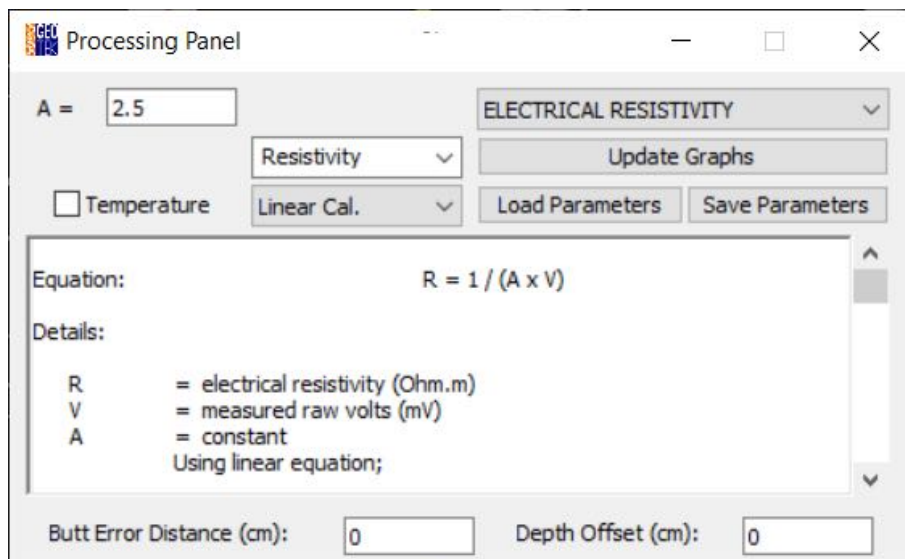 GEO TEK Processing Panel
A = 2.5 ELECTRICAL RESISTIVITY
Resistivity Update Graphs
Temperature Linear Cal. Load Parameters Save Parameters
Equation: R = 1 / (A x V)
Details:
R = electrical resistivity (Ohm.m)
V = measured raw volts (mV)
A = constant
Using linear equation;
Butt Error Distance (cm): 0 Depth Offset (cm): 0